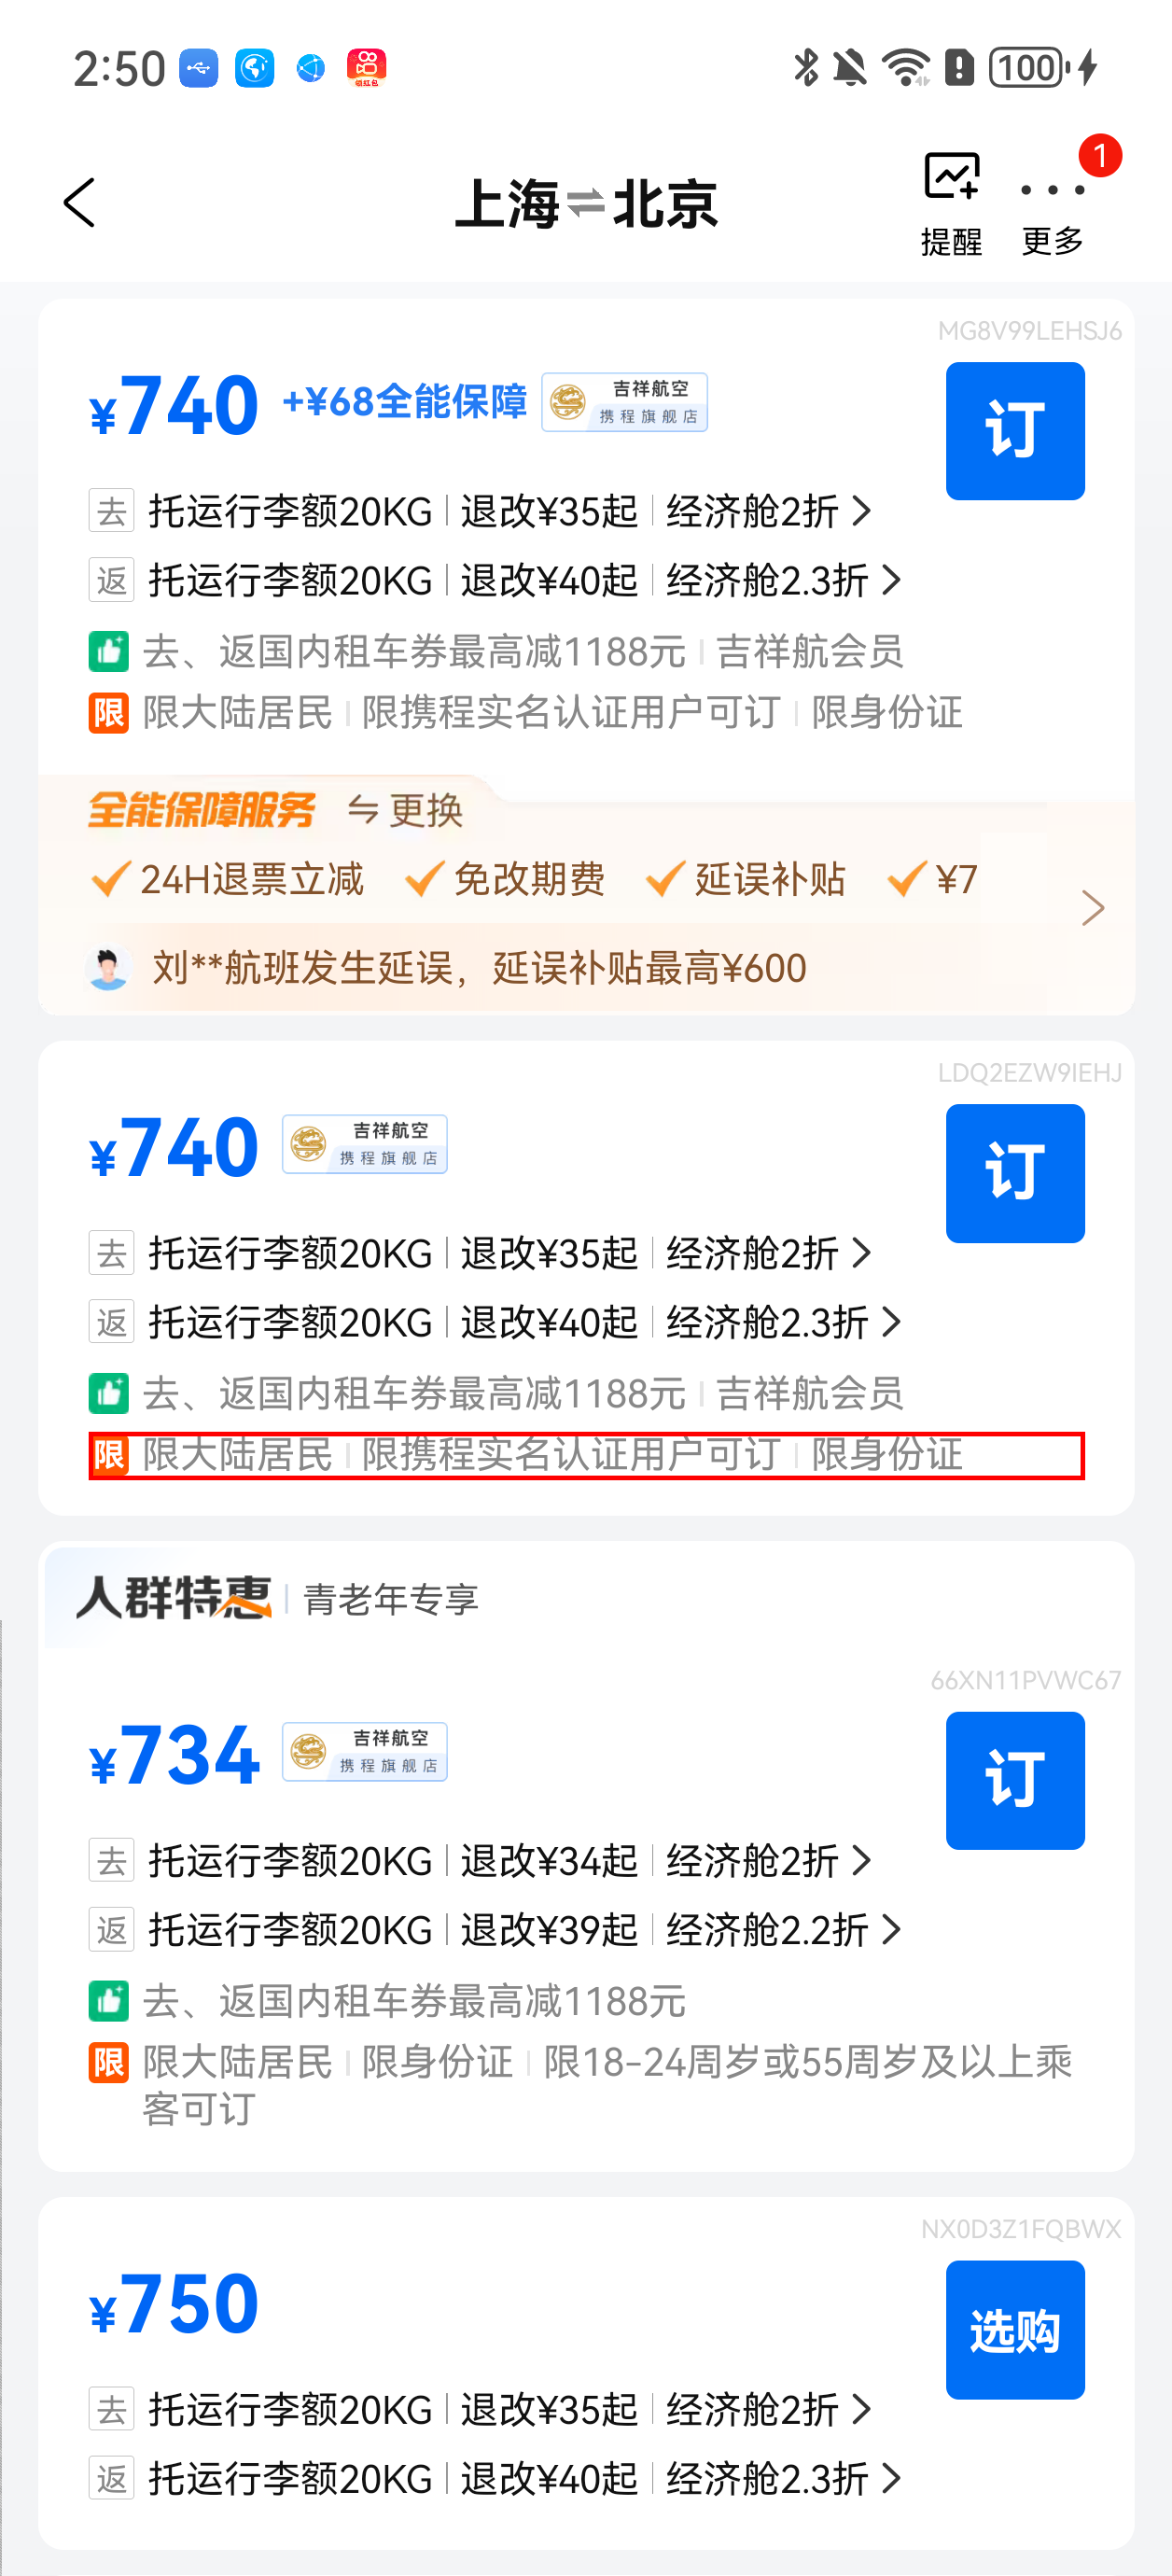 2:50
领红包
100
上海⇌北京
提醒
更多
1
MG8V99LEHSJ6
¥740 +¥68全能保障 吉祥航空
携程旗舰店
订
去 托运行李额20KG 退改¥35起 经济舱2折
返 托运行李额20KG 退改¥40起 经济舱2.3折
去、返国内租车券最高减1188元 吉祥航会员
限 限大陆居民 限携程实名认证用户可订 限身份证
全能保障服务 更换
24H退票立减 免改期费 延误补贴 ¥7
刘**航班发生延误，延误补贴最高¥600
LDQ2EZW9IEHJ
¥740 吉祥航空
携程旗舰店
订
去 托运行李额20KG 退改¥35起 经济舱2折
返 托运行李额20KG 退改¥40起 经济舱2.3折
去、返国内租车券最高减1188元 吉祥航会员
限 限大陆居民 限携程实名认证用户可订 限身份证
人群特惠 青老年专享
66XN11PVWC67
¥734 吉祥航空
携程旗舰店
订
去 托运行李额20KG 退改¥34起 经济舱2折
返 托运行李额20KG 退改¥39起 经济舱2.2折
去、返国内租车券最高减1188元
限 限大陆居民 限身份证 限18-24周岁或55周岁及以上乘
客可订
NX0D3Z1FQBWX
¥750
选购
去 托运行李额20KG 退改¥35起 经济舱2折
返 托运行李额20KG 退改¥40起 经济舱2.3折